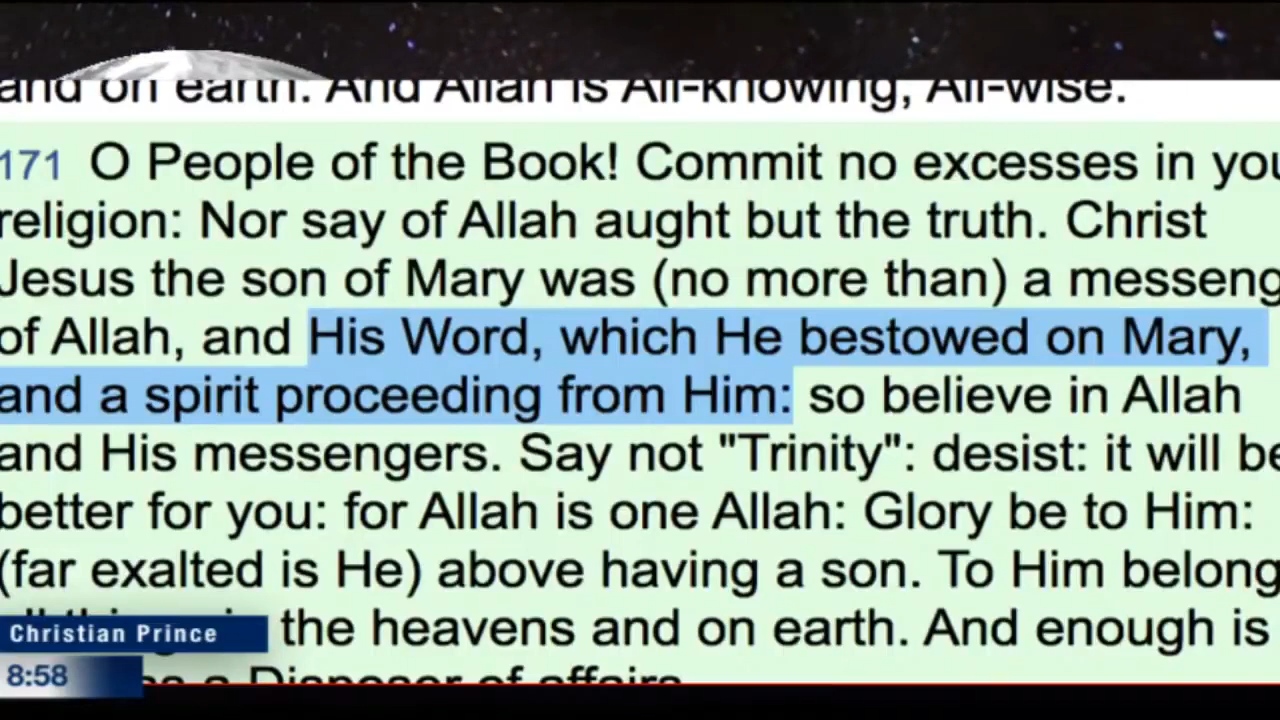 and on earth. And Allah is All-knowing, All-wise.
171 O People of the Book! Commit no excesses in you
religion: Nor say of Allah aught but the truth. Christ
Jesus the son of Mary was (no more than) a messeng
of Allah, and His Word, which He bestowed on Mary,
and a spirit proceeding from Him: so believe in Allah
and His messengers. Say not "Trinity": desist: it will be
better for you: for Allah is one Allah: Glory be to Him:
(far exalted is He) above having a son. To Him belong
the heavens and on earth. And enough is
Christian Prince
8:58
a Disposer of affairs.